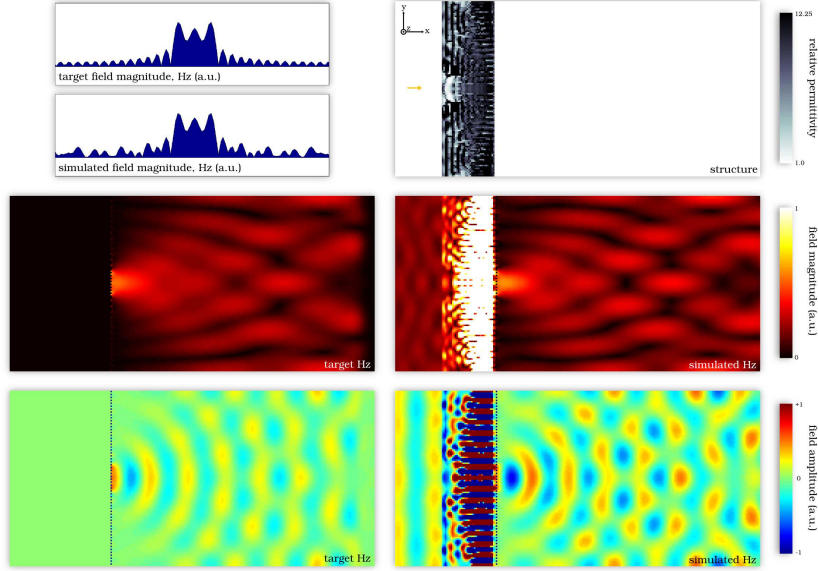 target field magnitude, Hz (a.u.)
simulated field magnitude, Hz (a.u.)
y
z
x
structure
12.25
relative permittivity
1.0
target Hz
simulated Hz
1
field magnitude (a.u.)
0
target Hz
simulated Hz
+1
field amplitude (a.u.)
-1